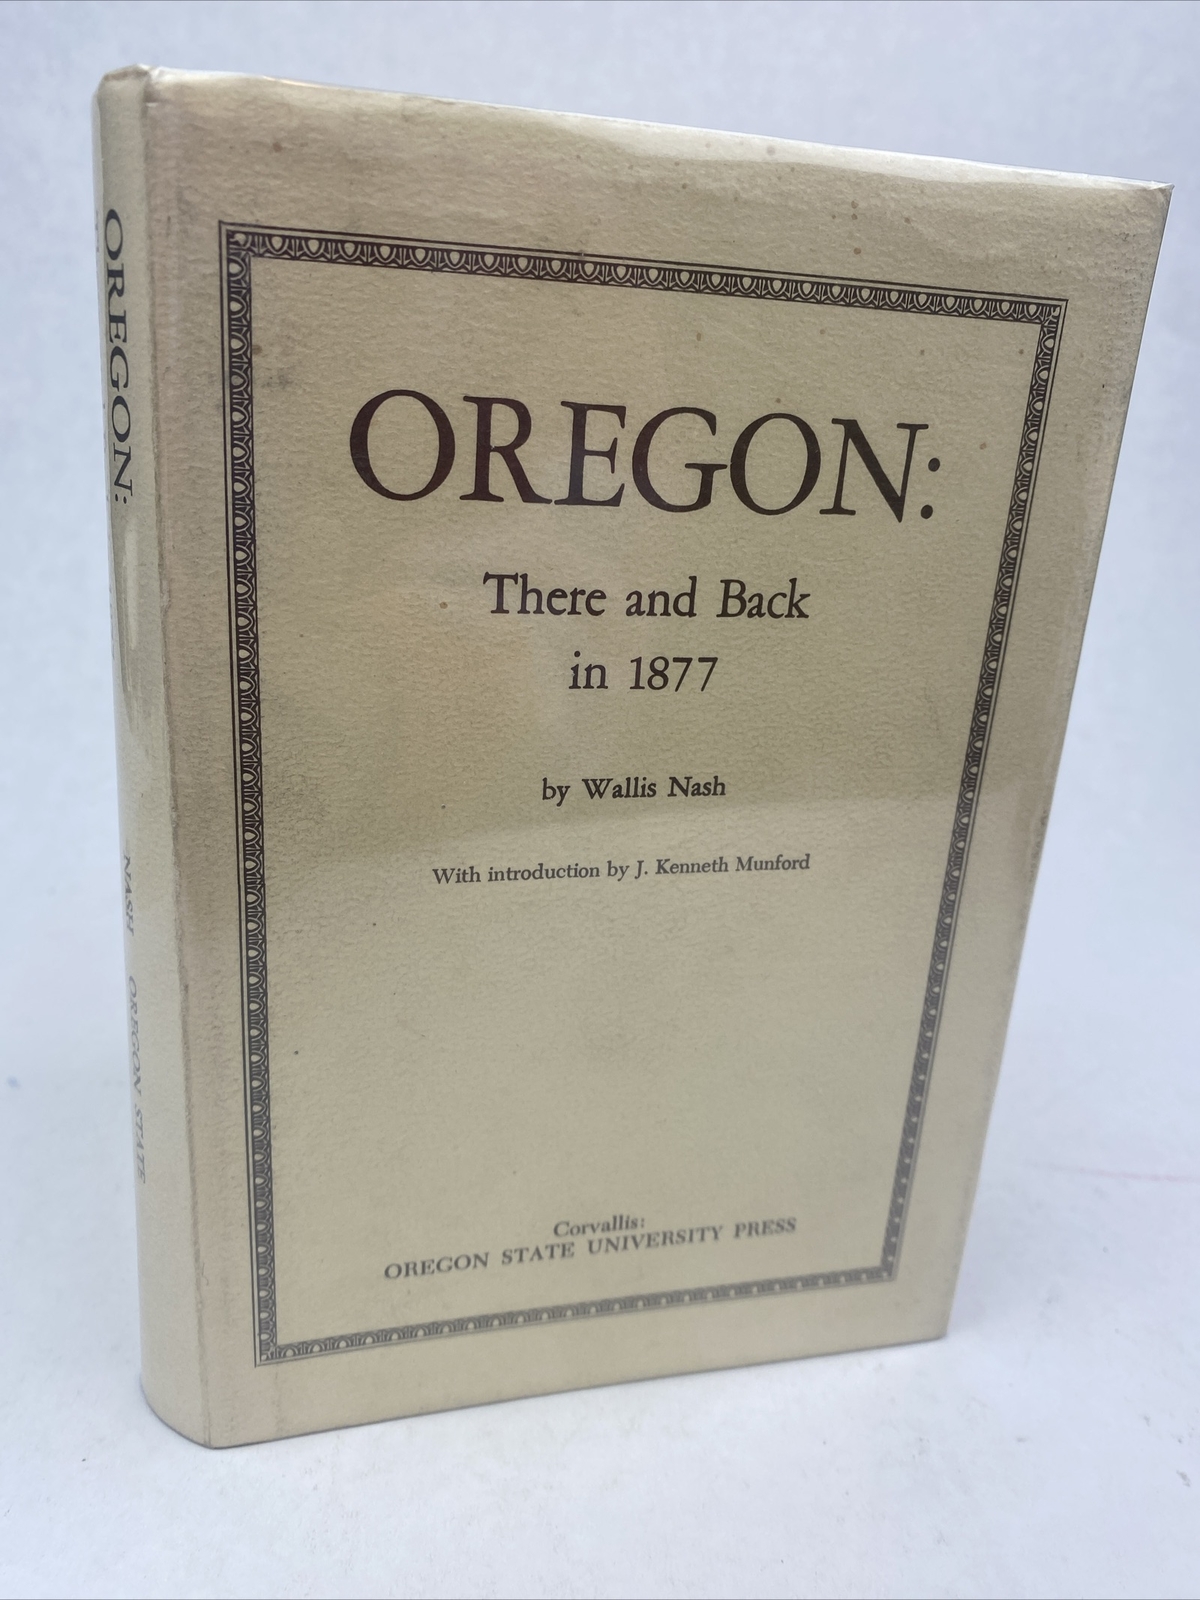 OREGON:
There and Back
in 1877
by Wallis Nash
With introduction by J. Kenneth Munford
Corvallis:
OREGON STATE UNIVERSITY PRESS
OREGON:
NASH
OREGON STATE